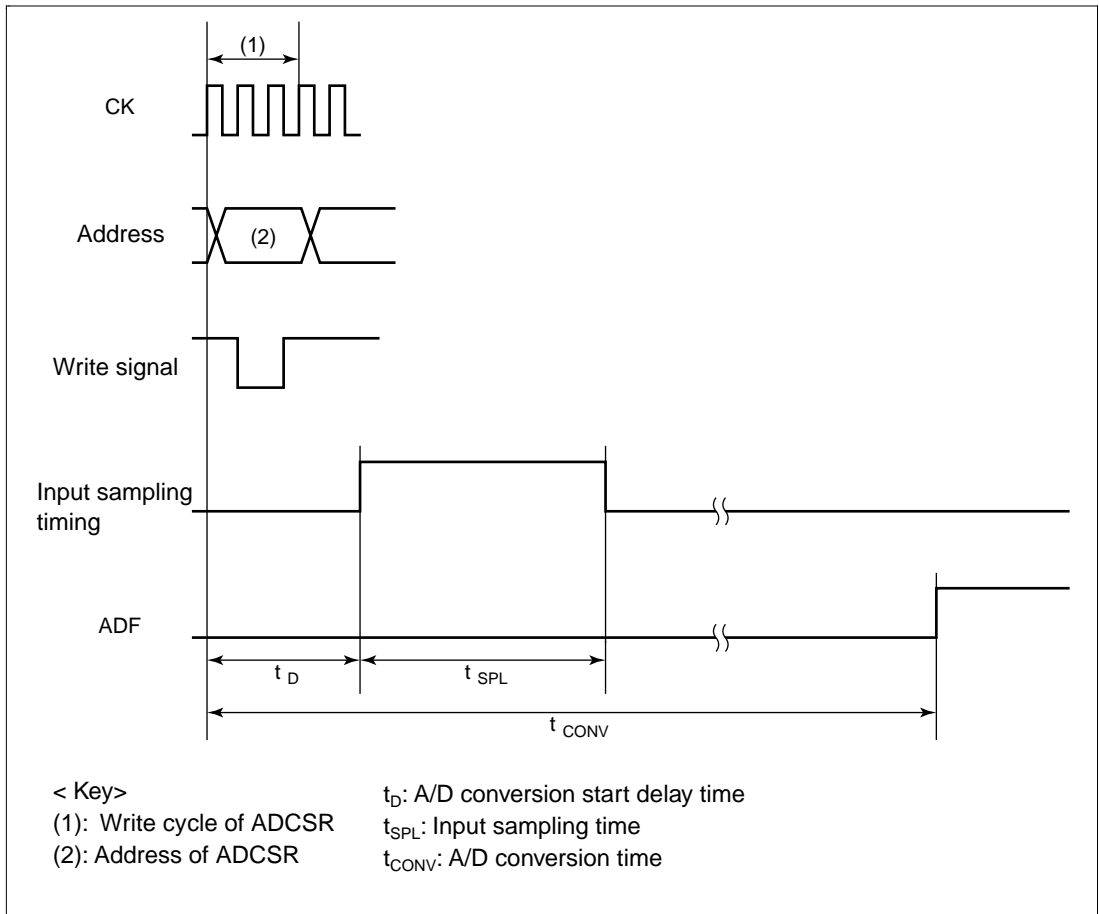 (1)
CK
Address
(2)
Write signal
Input sampling
timing
ADF
t D
t SPL
t CONV
< Key>
(1): Write cycle of ADCSR
(2): Address of ADCSR
tD: A/D conversion start delay time
tSPL: Input sampling time
tCONV: A/D conversion time